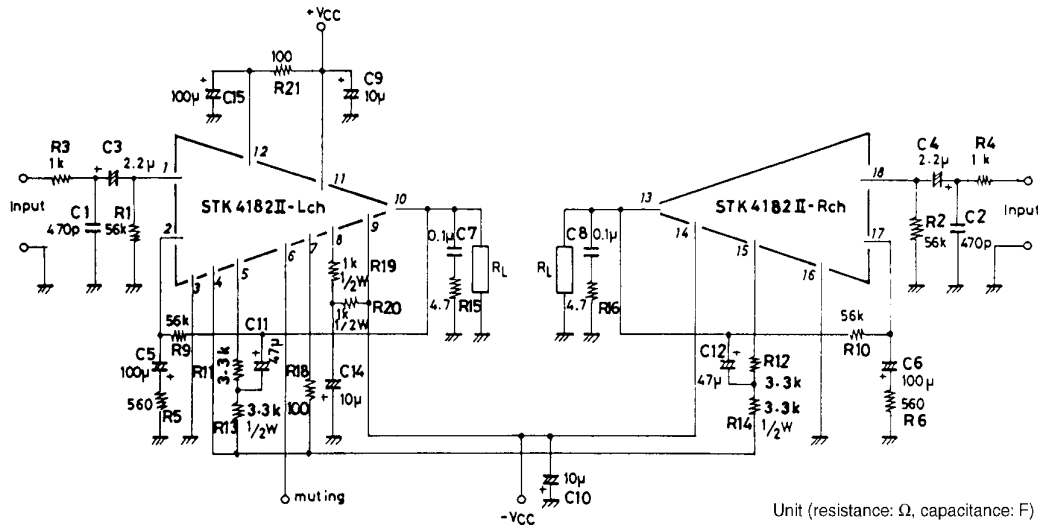 +VCC
100
R21
+
100μ
C15
+
C9
10μ
R3
1k
C3
+
2.2μ
1
12
11
10
STK4182II-Lch
Input
C1
470p
R1
56k
2
3
4
5
6
7
8
9
0.1μ
C7
RL
4.7
R15
1k
1/2W
R19
R20
1k
1/2W
56k
R9
C5
100μ
+
560
R5
R11
3.3k
C11
+
47μ
R13
3.3k
1/2W
R18
100
C14
+
10μ
muting
-VCC
10μ
+
C10
13
STK4182II-Rch
14
15
16
17
18
C8
0.1μ
RL
4.7
R16
C4
2.2μ
+
R4
1k
R2
56k
C2
470p
Input
56k
R10
C12
+
47μ
R12
3.3k
3.3k
R14
1/2W
C6
+
100μ
560
R6
Unit (resistance: Ω, capacitance: F)